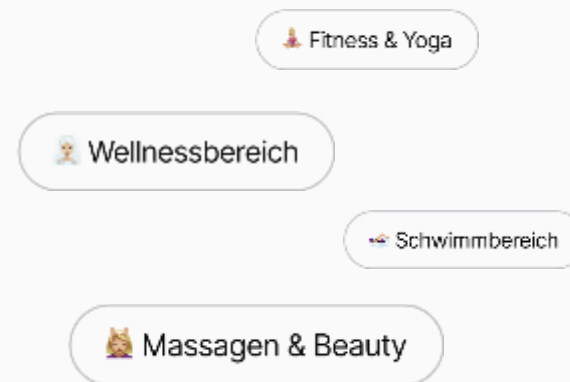 Fitness & Yoga
Wellnessbereich
Schwimmbereich
Massagen & Beauty